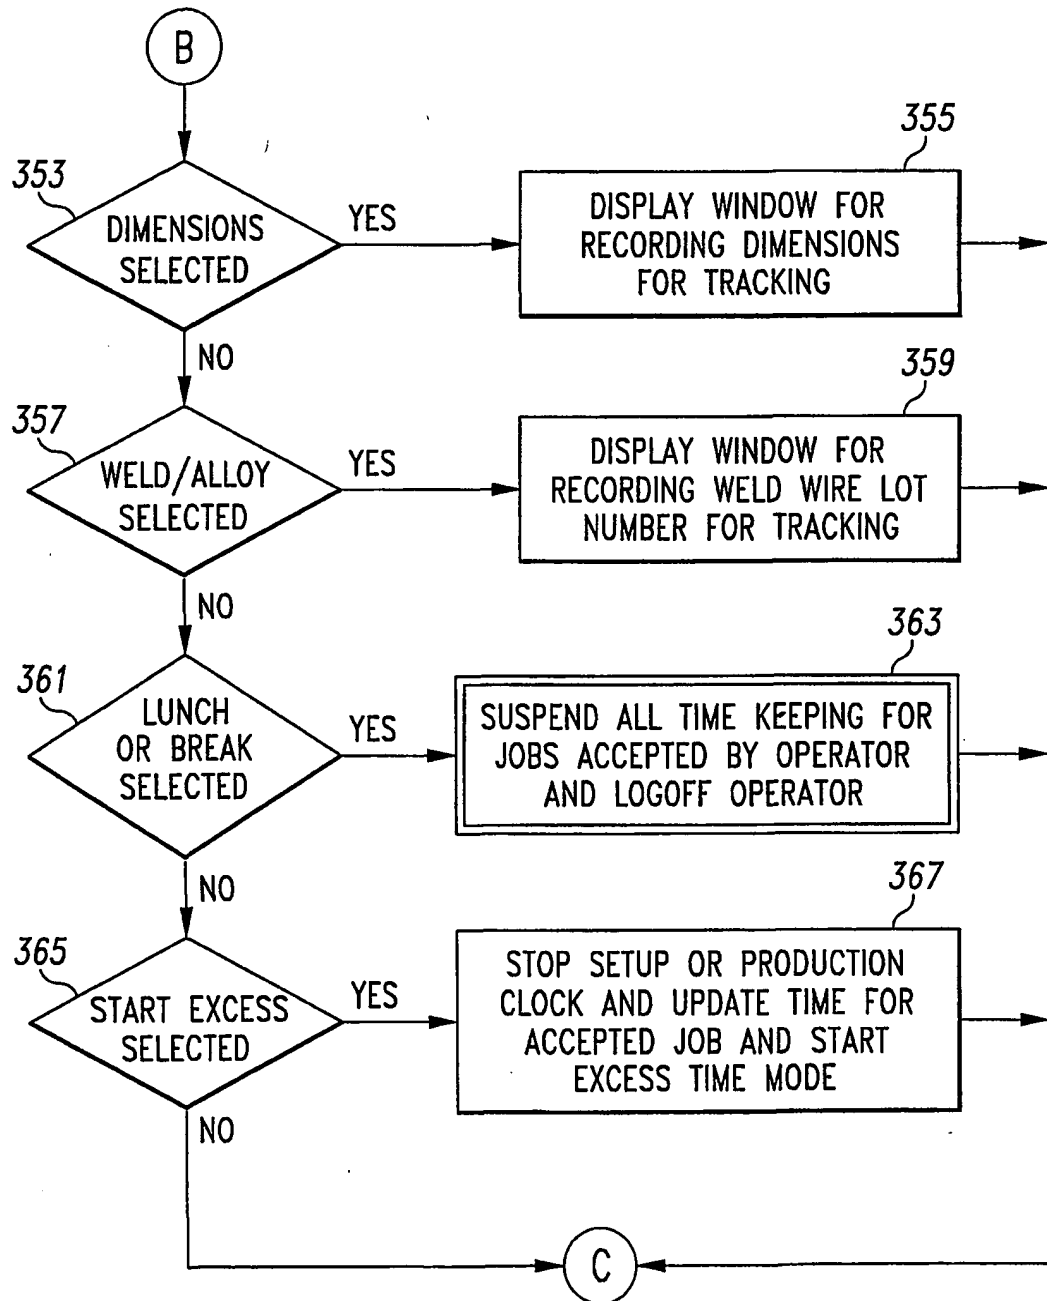 B
353
DIMENSIONS
SELECTED
YES
355
DISPLAY WINDOW FOR
RECORDING DIMENSIONS
FOR TRACKING
NO
357
WELD/ALLOY
SELECTED
YES
359
DISPLAY WINDOW FOR
RECORDING WELD WIRE LOT
NUMBER FOR TRACKING
NO
361
LUNCH
OR BREAK
SELECTED
YES
363
SUSPEND ALL TIME KEEPING FOR
JOBS ACCEPTED BY OPERATOR
AND LOGOFF OPERATOR
NO
365
START EXCESS
SELECTED
YES
367
STOP SETUP OR PRODUCTION
CLOCK AND UPDATE TIME FOR
ACCEPTED JOB AND START
EXCESS TIME MODE
NO
C